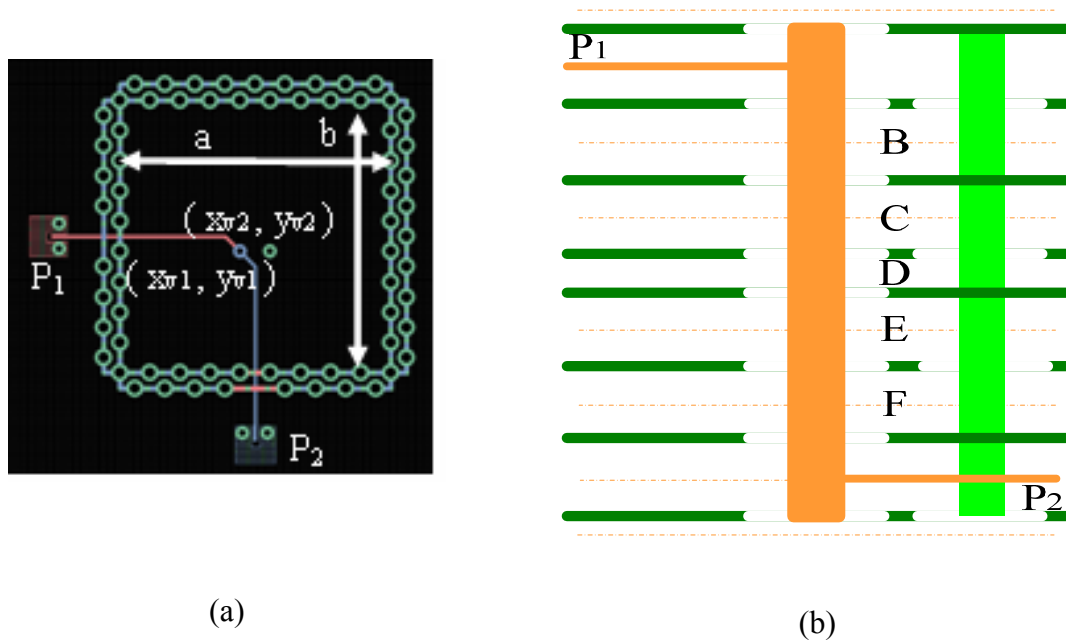 a
b
(xv2, yv2)
P1
(xv1, yv1)
P2
(a)
P1
B
C
D
E
F
P2
(b)